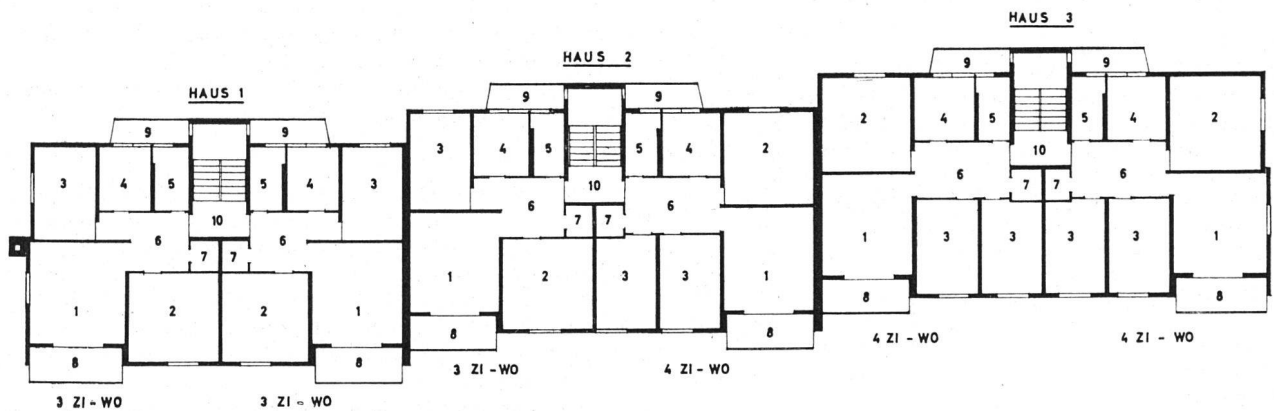 HAUS 1
9 9
3 4 5 5 4 3
10
6 6
7 7
1 2 2 1
8 8
3 ZI - WO 3 ZI - WO
HAUS 2
9 9
3 4 5 5 4 2
10
6 6
7 7
1 2 3 3 1
8 8
3 ZI - WO 4 ZI - WO
HAUS 3
9 9
2 4 5 5 4 2
10
6 6
7 7
1 3 3 3 3 1
8 8
4 ZI - WO 4 ZI - WO